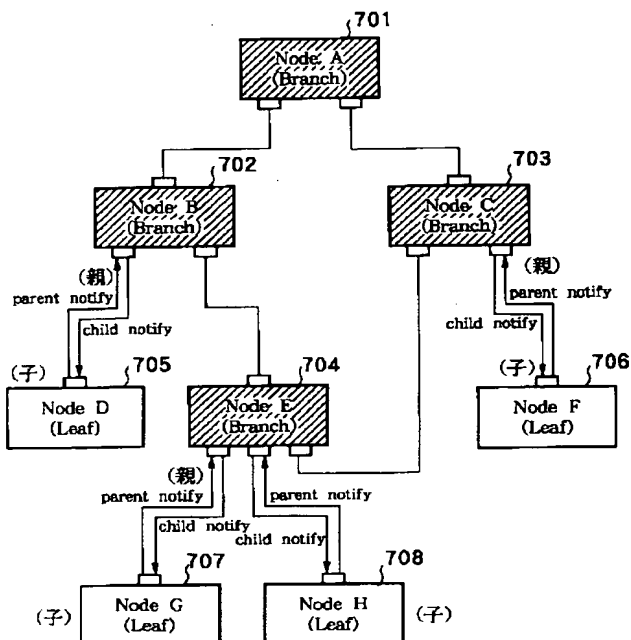 701
Node A
(Branch)
702
Node B
(Branch)
703
Node C
(Branch)
(親)
parent notify
child notify
(親)
parent notify
child notify
(子)
705
Node D
(Leaf)
704
Node E
(Branch)
(子)
706
Node F
(Leaf)
(親)
parent notify
child notify
parent notify
child notify
707
(子)
Node G
(Leaf)
708
Node H
(Leaf)
(子)